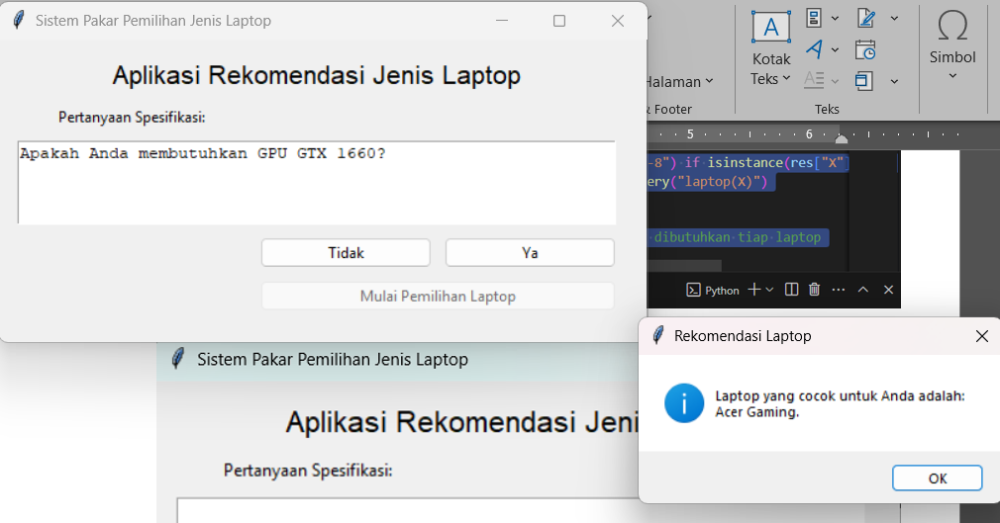 Sistem Pakar Pemilihan Jenis Laptop
Aplikasi Rekomendasi Jenis Laptop
Pertanyaan Spesifikasi:
Apakah Anda membutuhkan GPU GTX 1660?
Tidak
Ya
Mulai Pemilihan Laptop
Halaman
& Footer
A
Kotak
Teks
Teks
Simbol
5 6
-8") if isinstance(res["X"
ery("laptop(X)")
dibutuhkan tiap laptop
Python
Sistem Pakar Pemilihan Jenis Laptop
Aplikasi Rekomendasi Jeni
Pertanyaan Spesifikasi:
Rekomendasi Laptop
Laptop yang cocok untuk Anda adalah:
Acer Gaming.
OK